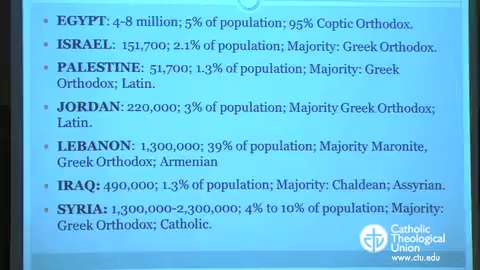 • EGYPT: 4-8 million; 5% of population; 95% Coptic Orthodox.
• ISRAEL: 151,700; 2.1% of population; Majority: Greek Orthodox.
• PALESTINE: 51,700; 1.3% of population; Majority: Greek
Orthodox; Latin.
• JORDAN: 220,000; 3% of population; Majority Greek Orthodox;
Latin.
• LEBANON: 1,300,000; 39% of population; Majority Maronite,
Greek Orthodox; Armenian
• IRAQ: 490,000; 1.3% of population; Majority: Chaldean; Assyrian.
• SYRIA: 1,300,000-2,300,000; 4% to 10% of population; Majority:
Greek Orthodox; Catholic.
Catholic
Theological
Union
www.ctu.edu